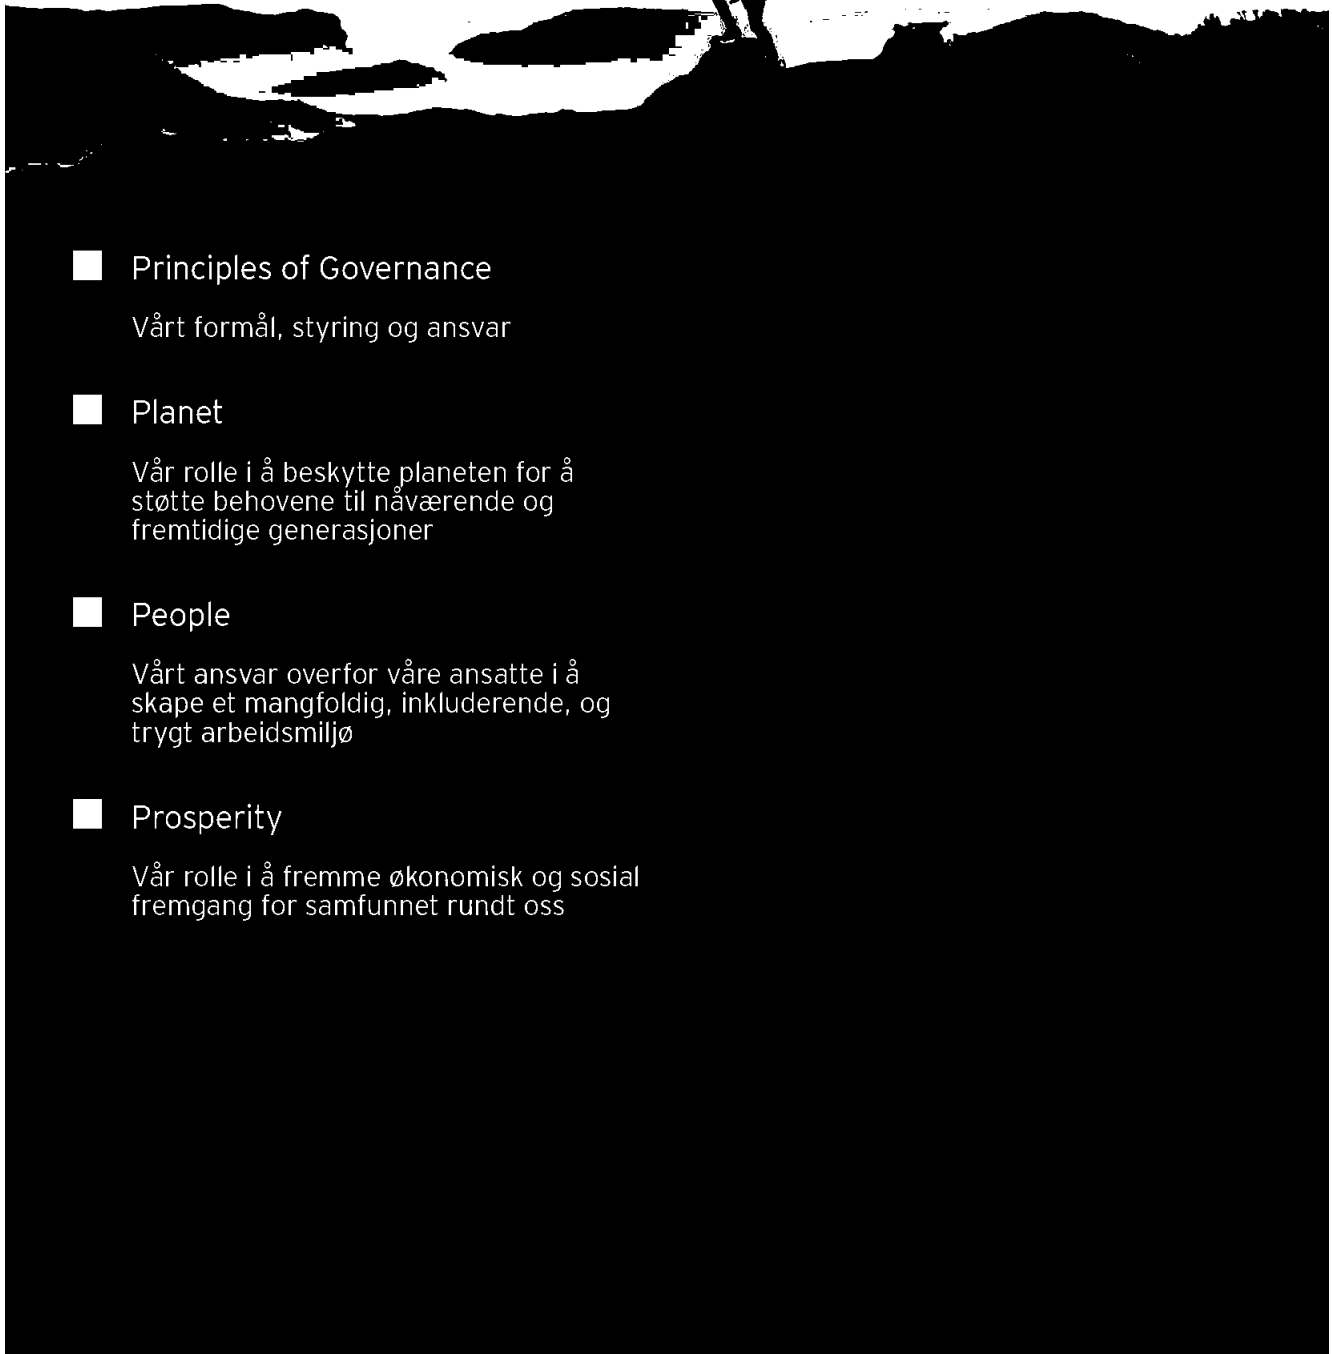 Principles of Governance
Vårt formål, styring og ansvar
Planet
Vår rolle i å beskytte planeten for å
støtte behovene til nåværende og
fremtidige generasjoner
People
Vårt ansvar overfor våre ansatte i å
skape et mangfoldig, inkluderende, og
trygt arbeidsmiljø
Prosperity
Vår rolle i å fremme økonomisk og sosial
fremgang for samfunnet rundt oss